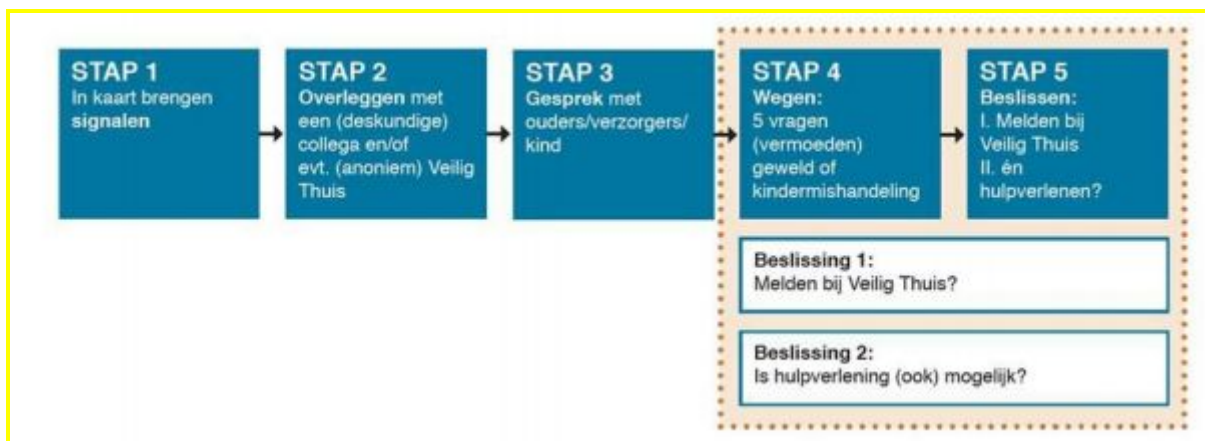 STAP 1
In kaart brengen
signalen
STAP 2
Overleggen met
een (deskundige)
collega en/of
evt. (anoniem) Veilig
Thuis
STAP 3
Gesprek met
ouders/verzorgers/
kind
STAP 4
Wegen:
5 vragen
(vermoeden)
geweld of
kindermishandeling
STAP 5
Beslissen:
I. Melden bij
Veilig Thuis
II. én
hulpverlenen?
Beslissing 1:
Melden bij Veilig Thuis?
Beslissing 2:
Is hulpverlening (ook) mogelijk?